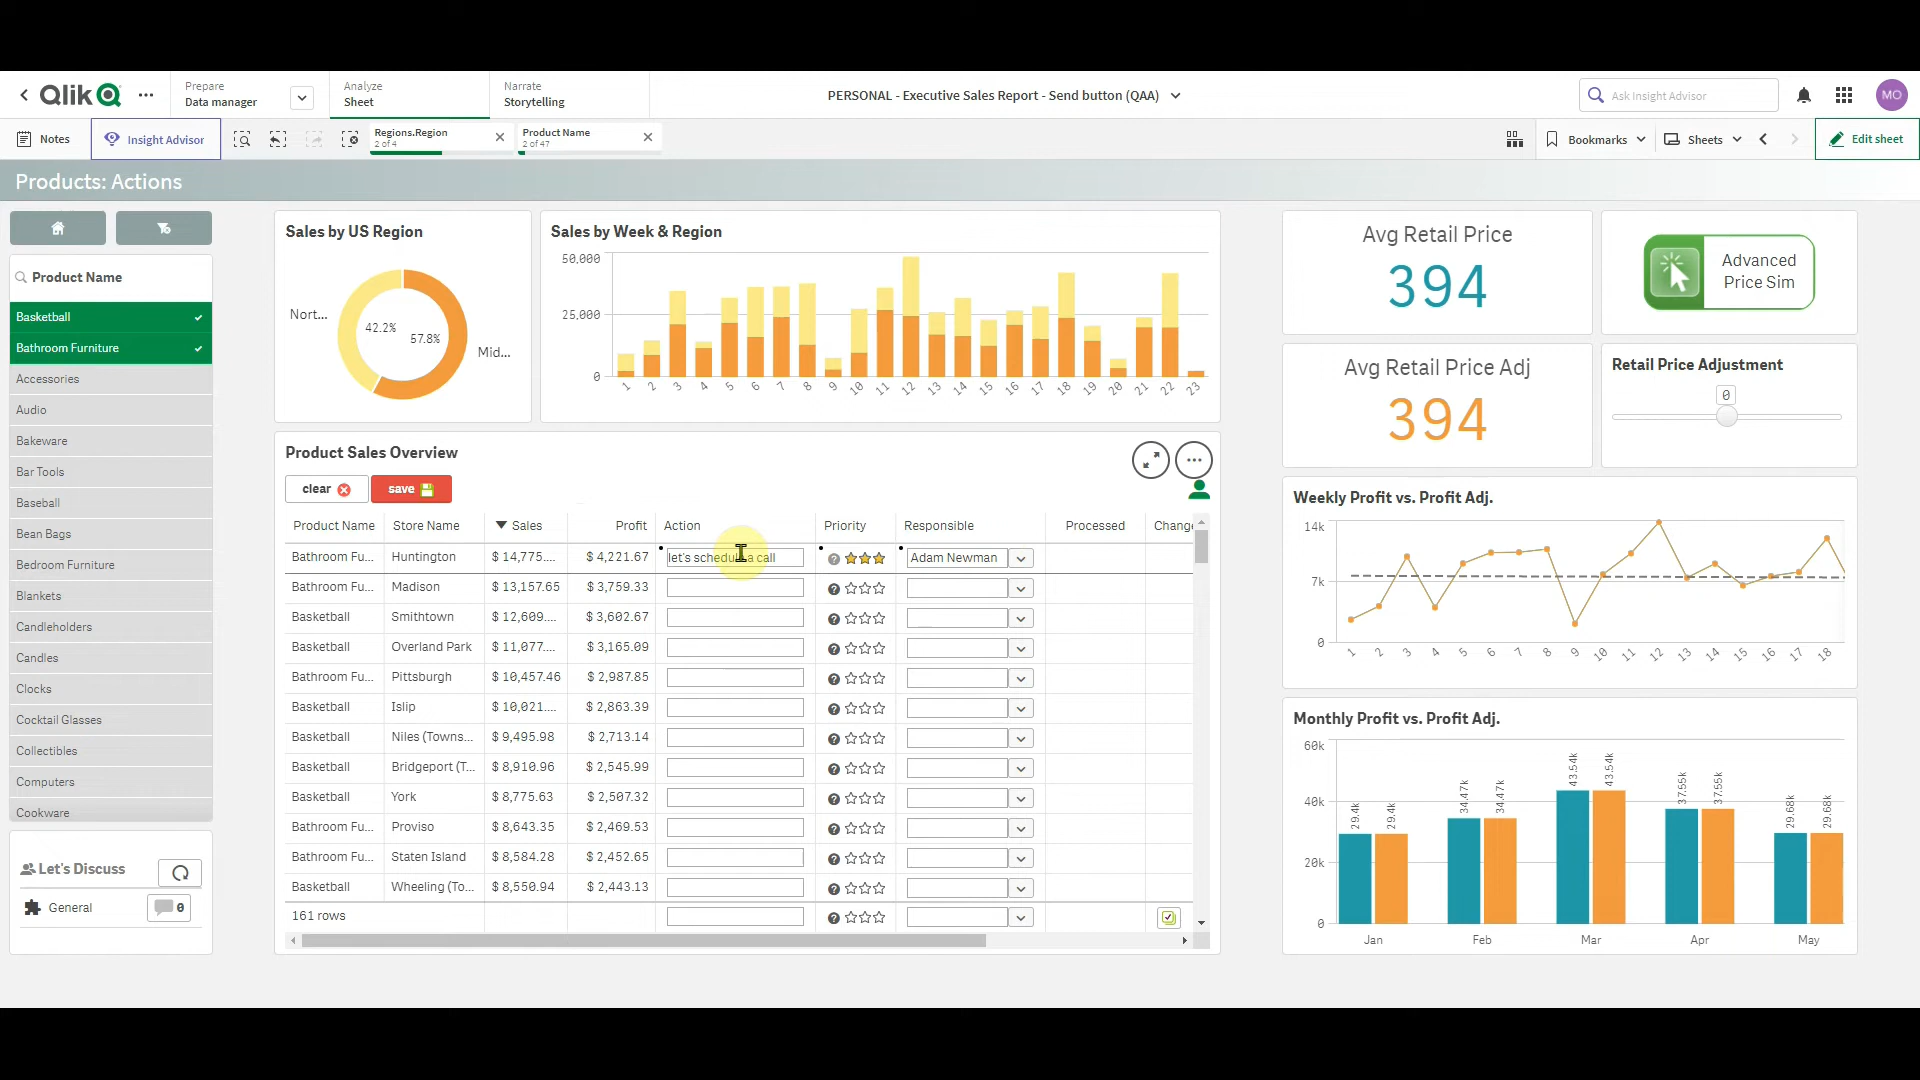 Qlik
Prepare
Data manager
Analyze
Sheet
Narrate
Storytelling
PERSONAL - Executive Sales Report - Send button (QAA)
Ask Insight Advisor
MO
Notes
Insight Advisor
Regions.Region
2 of 4
Product Name
2 of 47
Bookmarks
Sheets
Edit sheet
Products: Actions
Product Name
Basketball
Bathroom Furniture
Accessories
Audio
Bakeware
Bar Tools
Baseball
Bean Bags
Bedroom Furniture
Blankets
Candleholders
Candles
Clocks
Cocktail Glasses
Collectibles
Computers
Cookware
Let's Discuss
General
0
Sales by US Region
Nort...
42.2%
57.8%
Mid...
Sales by Week & Region
50,000
25,000
0
1 2 3 4 5 6 7 8 9 10 11 12 13 14 15 16 17 18 19 20 21 22 23
Product Sales Overview
clear save
Product Name Store Name Sales Profit Action Priority Responsible Processed Change
Bathroom Fu... Huntington $ 14,775.... $ 4,221.67 let's schedule a call Adam Newman
Bathroom Fu... Madison $ 13,157.65 $ 3,759.33
Basketball Smithtown $ 12,609.... $ 3,602.67
Basketball Overland Park $ 11,077.... $ 3,165.09
Bathroom Fu... Pittsburgh $ 10,457.46 $ 2,987.85
Basketball Islip $ 10,021.... $ 2,863.39
Basketball Niles (Towns... $ 9,495.98 $ 2,713.14
Basketball Bridgeport (T... $ 8,910.96 $ 2,545.99
Basketball York $ 8,775.63 $ 2,507.32
Bathroom Fu... Proviso $ 8,643.35 $ 2,469.53
Bathroom Fu... Staten Island $ 8,584.28 $ 2,452.65
Basketball Wheeling (To... $ 8,550.94 $ 2,443.13
161 rows
Avg Retail Price
394
Advanced
Price Sim
Avg Retail Price Adj
394
Retail Price Adjustment
0
Weekly Profit vs. Profit Adj.
14k
7k
0
1 2 3 4 5 6 7 8 9 10 11 12 13 14 15 16 17 18
Monthly Profit vs. Profit Adj.
60k
40k
20k
0
29.4k 29.4k 34.47k 34.47k 43.54k 43.54k 37.55k 37.55k 29.68k 29.68k
Jan Feb Mar Apr May